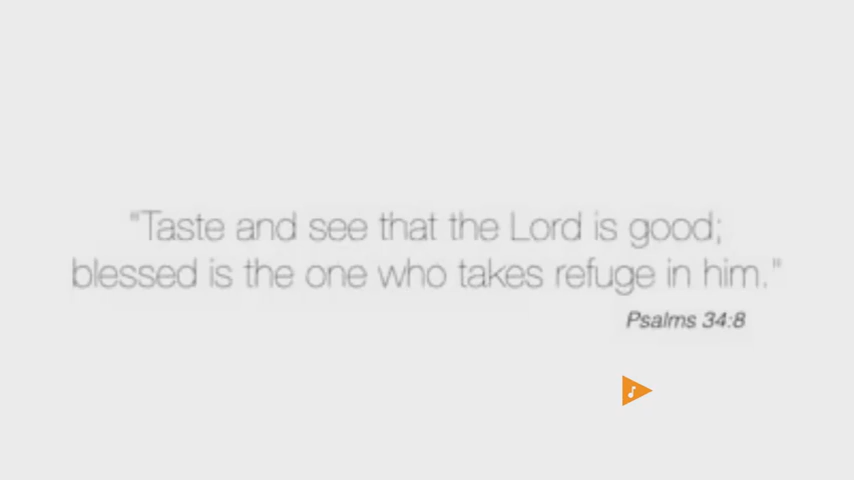 "Taste and see that the Lord is good;
blessed is the one who takes refuge in him."
Psalms 34:8